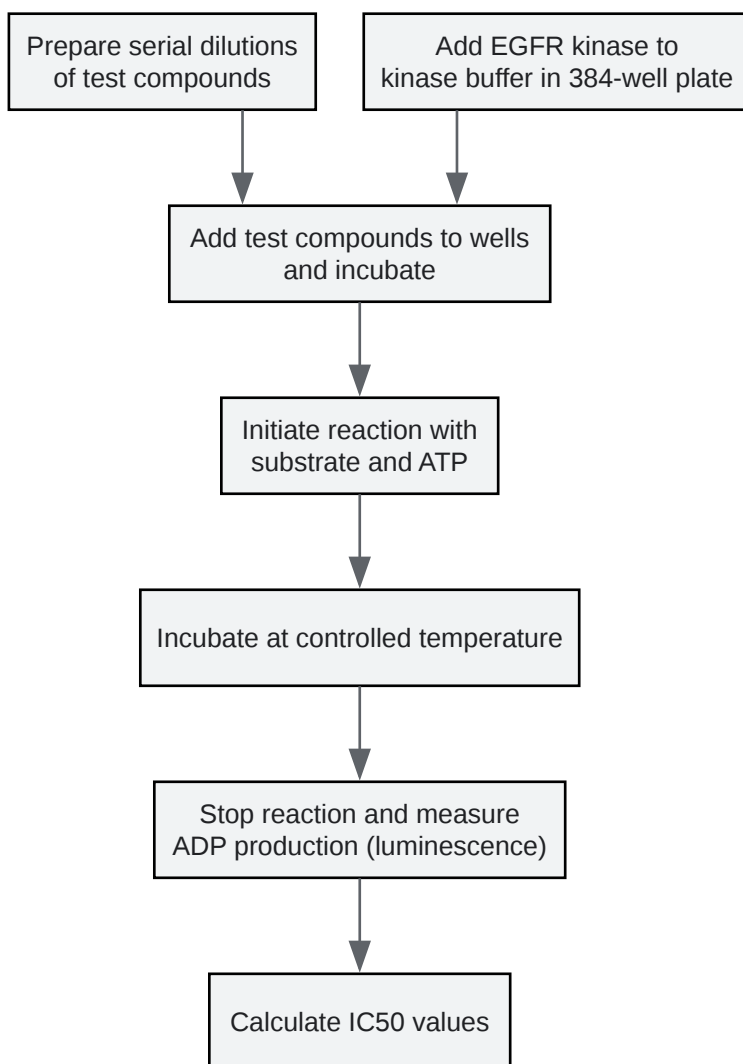 Prepare serial dilutions
of test compounds
Add EGFR kinase to
kinase buffer in 384-well plate
Add test compounds to wells
and incubate
Initiate reaction with
substrate and ATP
Incubate at controlled temperature
Stop reaction and measure
ADP production (luminescence)
Calculate IC50 values